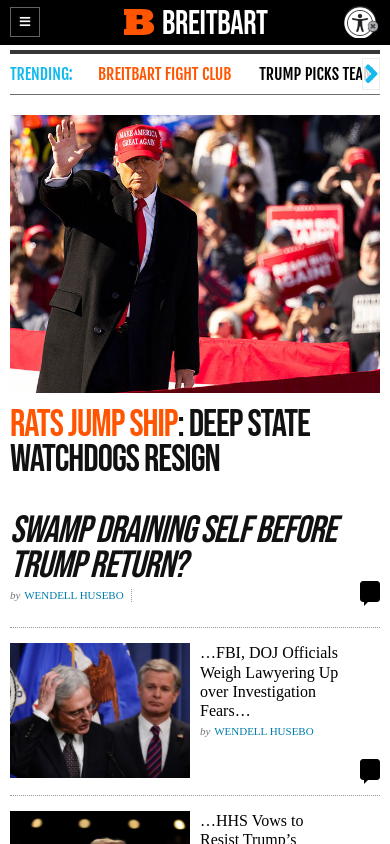 BREITBART
TRENDING:
BREITBART FIGHT CLUB
TRUMP PICKS TEA
MAKE AMERICA
GREAT AGAIN
RATS JUMP SHIP: DEEP STATE
WATCHDOGS RESIGN
SWAMP DRAINING SELF BEFORE
TRUMP RETURN?
by WENDELL HUSEBO
…FBI, DOJ Officials
Weigh Lawyering Up
over Investigation
Fears…
by WENDELL HUSEBO
…HHS Vows to
Resist Trump’s